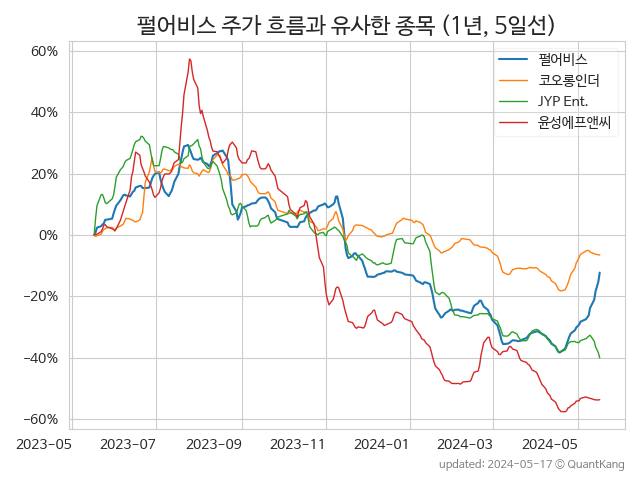 펄어비스 주가 흐름과 유사한 종목 (1년, 5일선)
펄어비스
코오롱인더
JYP Ent.
윤성에프앤씨
60%
40%
20%
0%
−20%
−40%
−60%
2023−05 2023−07 2023−09 2023−11 2024−01 2024−03 2024−05
updated: 2024−05−17 © QuantKang